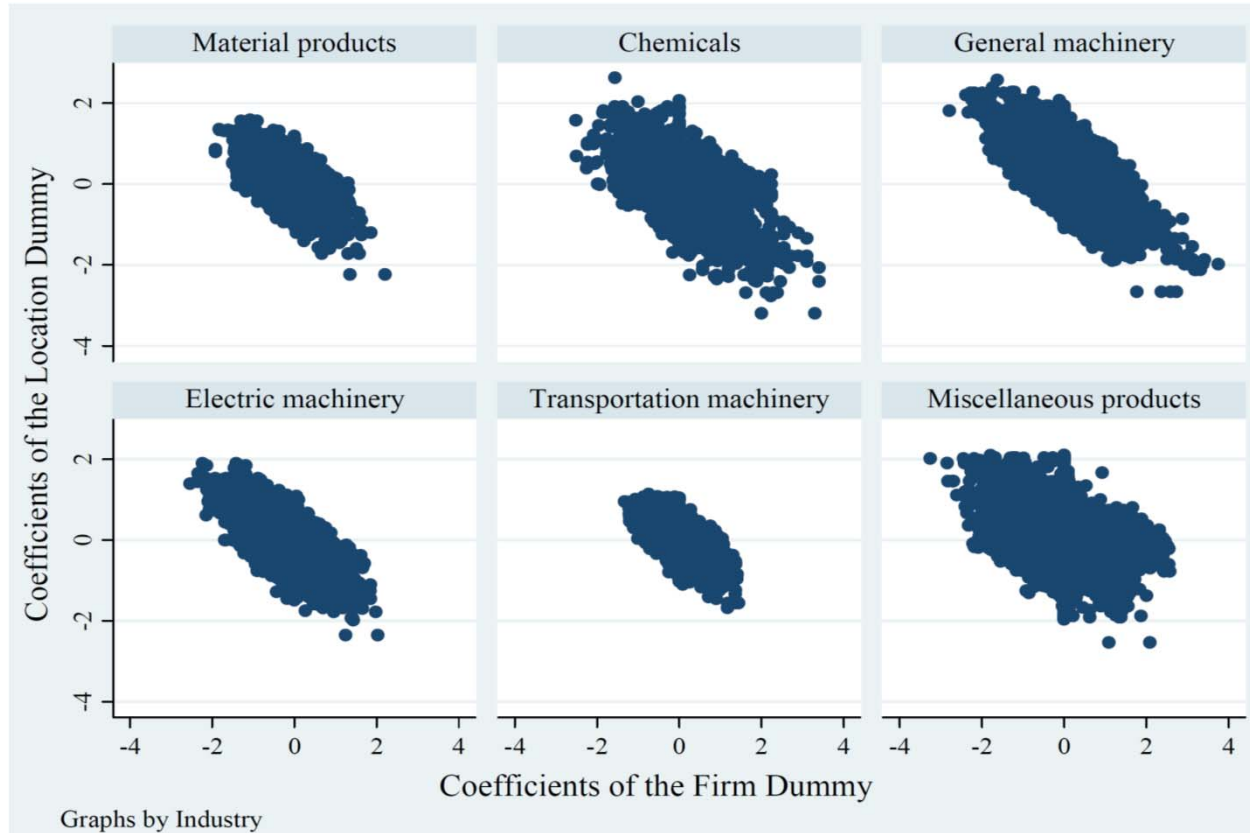 Material products
Chemicals
General machinery
2
0
-2
-4
Electric machinery
Transportation machinery
Miscellaneous products
2
0
-2
-4
-4 -2 0 2 4
-4 -2 0 2 4
-4 -2 0 2 4
Coefficients of the Location Dummy
Coefficients of the Firm Dummy
Graphs by Industry